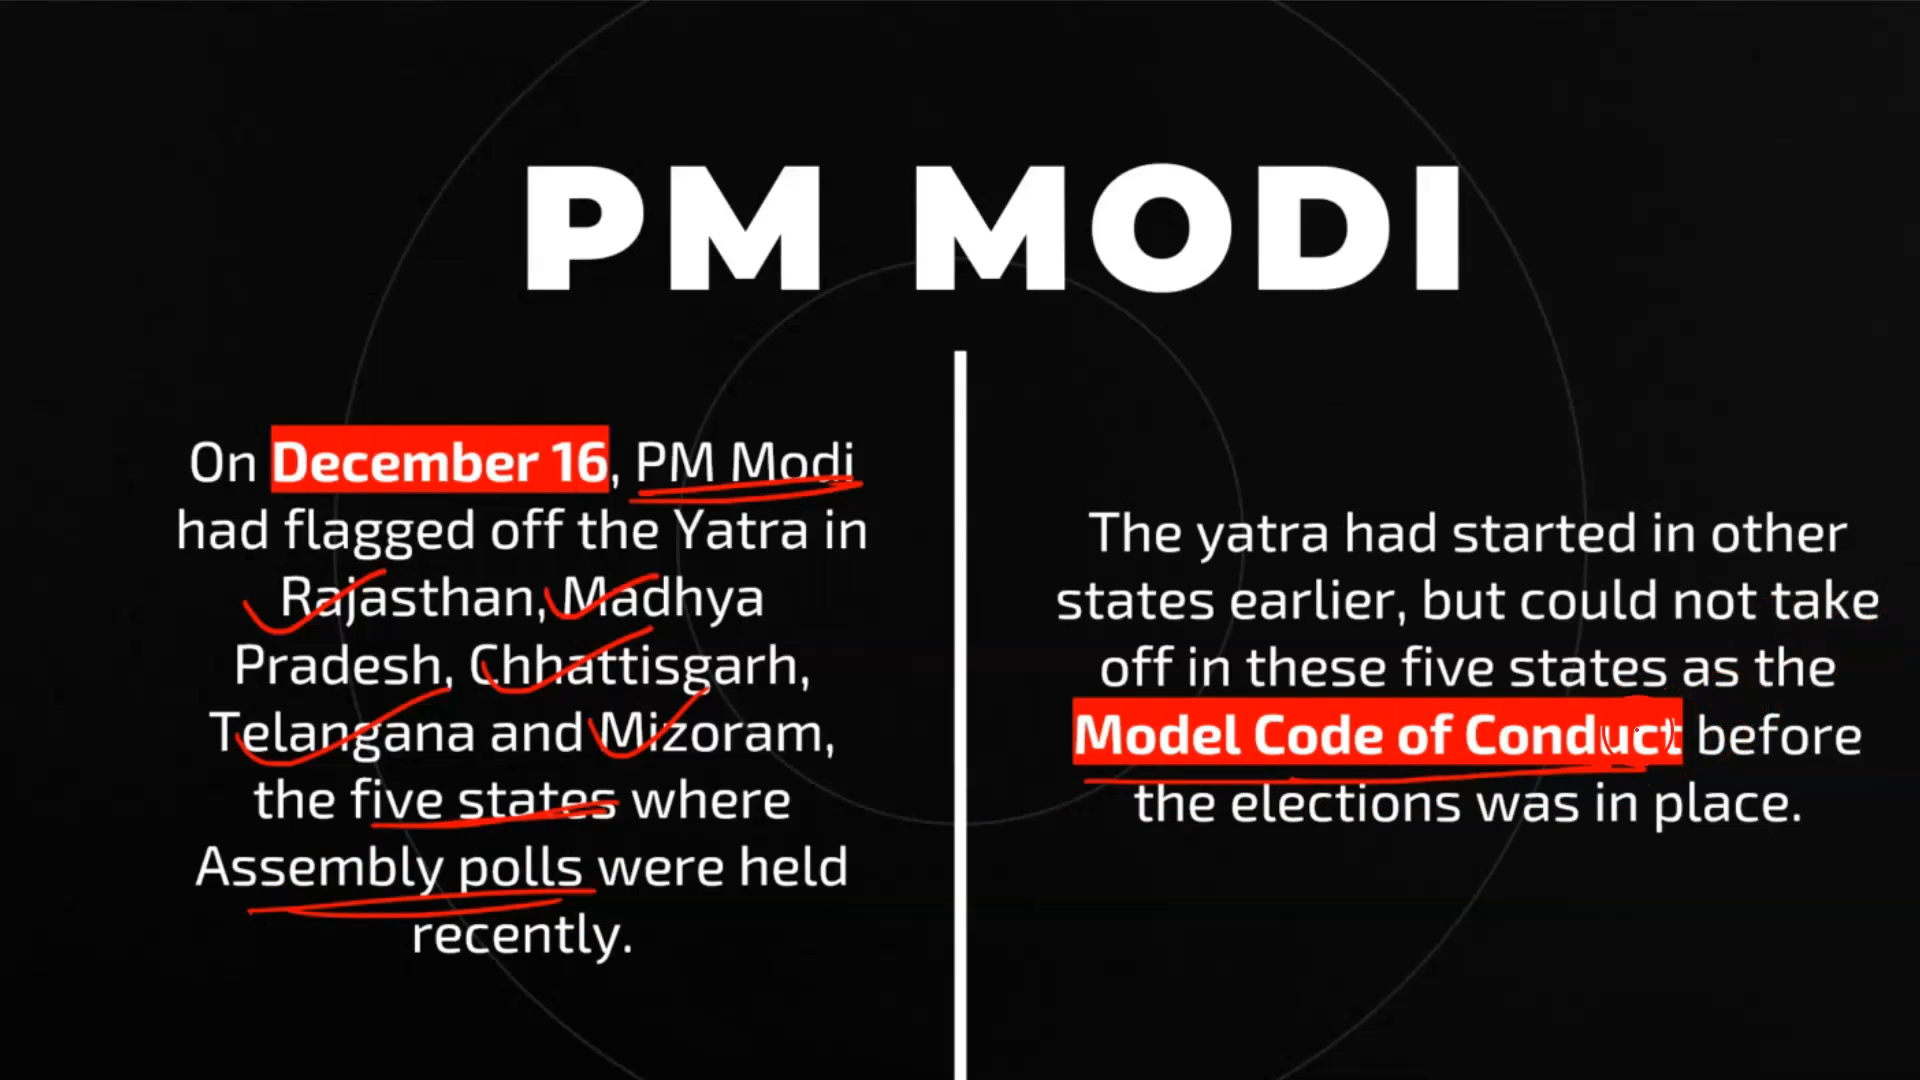 PM MODI
On December 16, PM Modi
had flagged off the Yatra in
Rajasthan, Madhya
Pradesh, Chhattisgarh,
Telangana and Mizoram,
the five states where
Assembly polls were held
recently.
The yatra had started in other
states earlier, but could not take
off in these five states as the
Model Code of Conduct before
the elections was in place.